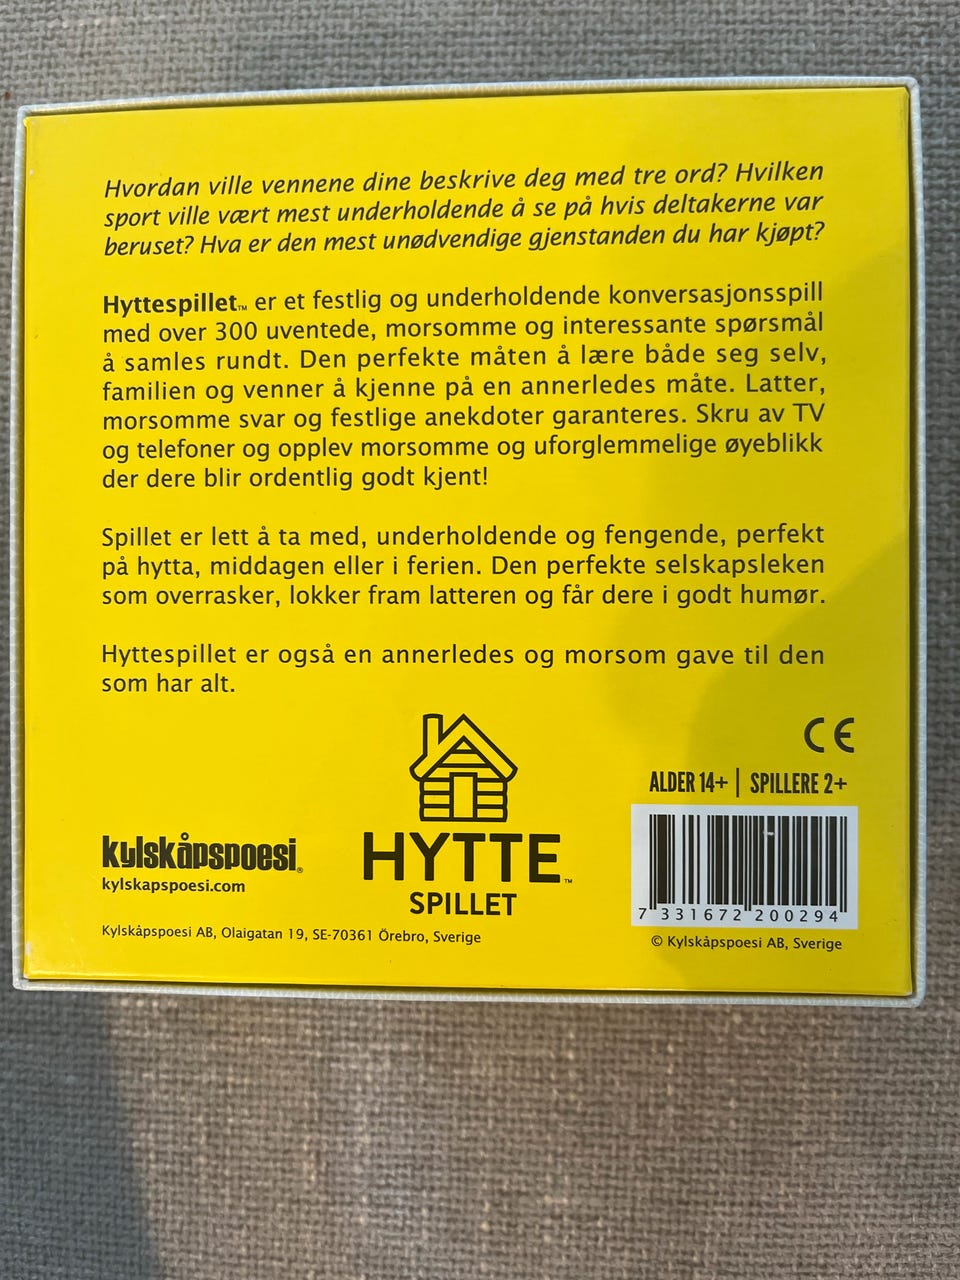 Hvordan ville vennene dine beskrive deg med tre ord? Hvilken
sport ville vært mest underholdende å se på hvis deltakerne var
beruset? Hva er den mest unødvendige gjenstanden du har kjøpt?
Hyttespillet™ er et festlig og underholdende konversasjonsspill
med over 300 uventede, morsomme og interessante spørsmål
å samles rundt. Den perfekte måten å lære både seg selv,
familien og venner å kjenne på en annerledes måte. Latter,
morsomme svar og festlige anekdoter garanteres. Skru av TV
og telefoner og opplev morsomme og uforglemmelige øyeblikk
der dere blir ordentlig godt kjent!
Spillet er lett å ta med, underholdende og fengende, perfekt
på hytta, middagen eller i ferien. Den perfekte selskapsleken
som overrasker, lokker fram latteren og får dere i godt humør.
Hyttespillet er også en annerledes og morsom gave til den
som har alt.
CE
ALDER 14+ | SPILLERE 2+
kylskåpspoesi®
kylskapspoesi.com
HYTTE™
SPILLET
7 331672 200294
Kylskåpspoesi AB, Olaigatan 19, SE-70361 Örebro, Sverige
© Kylskåpspoesi AB, Sverige